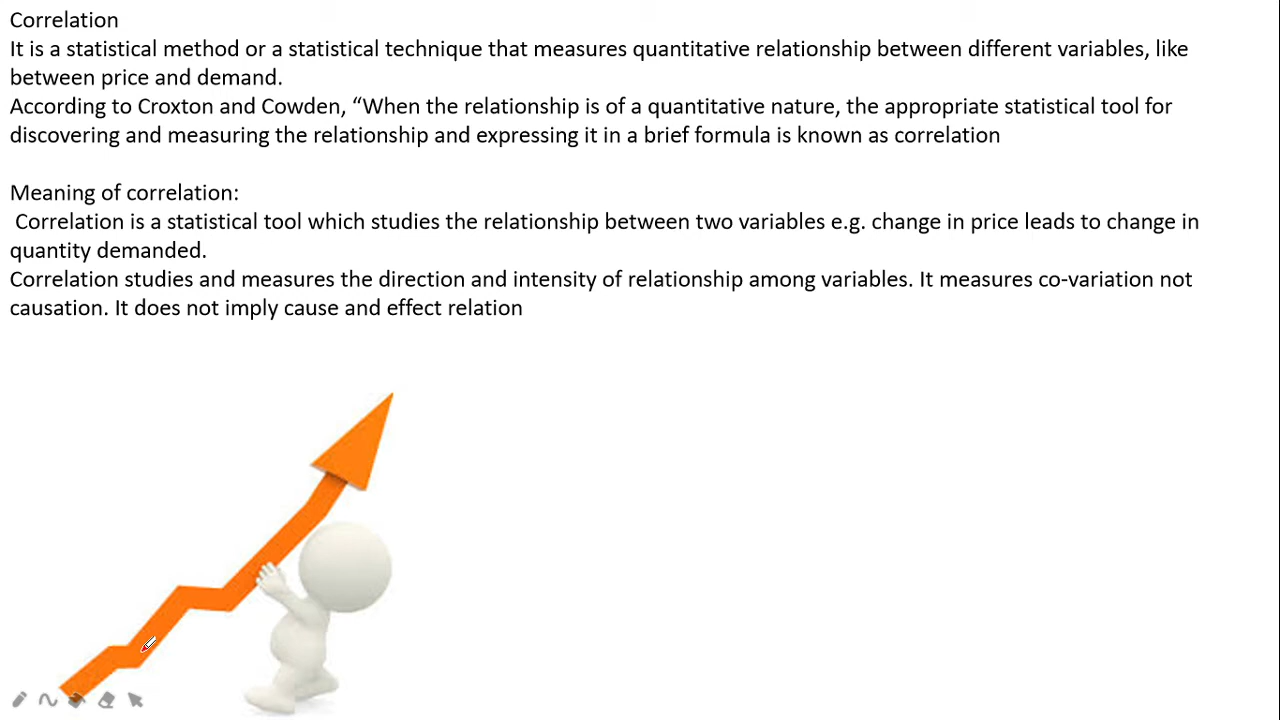 Correlation
It is a statistical method or a statistical technique that measures quantitative relationship between different variables, like
between price and demand.
According to Croxton and Cowden, “When the relationship is of a quantitative nature, the appropriate statistical tool for
discovering and measuring the relationship and expressing it in a brief formula is known as correlation
Meaning of correlation:
Correlation is a statistical tool which studies the relationship between two variables e.g. change in price leads to change in
quantity demanded.
Correlation studies and measures the direction and intensity of relationship among variables. It measures co-variation not
causation. It does not imply cause and effect relation